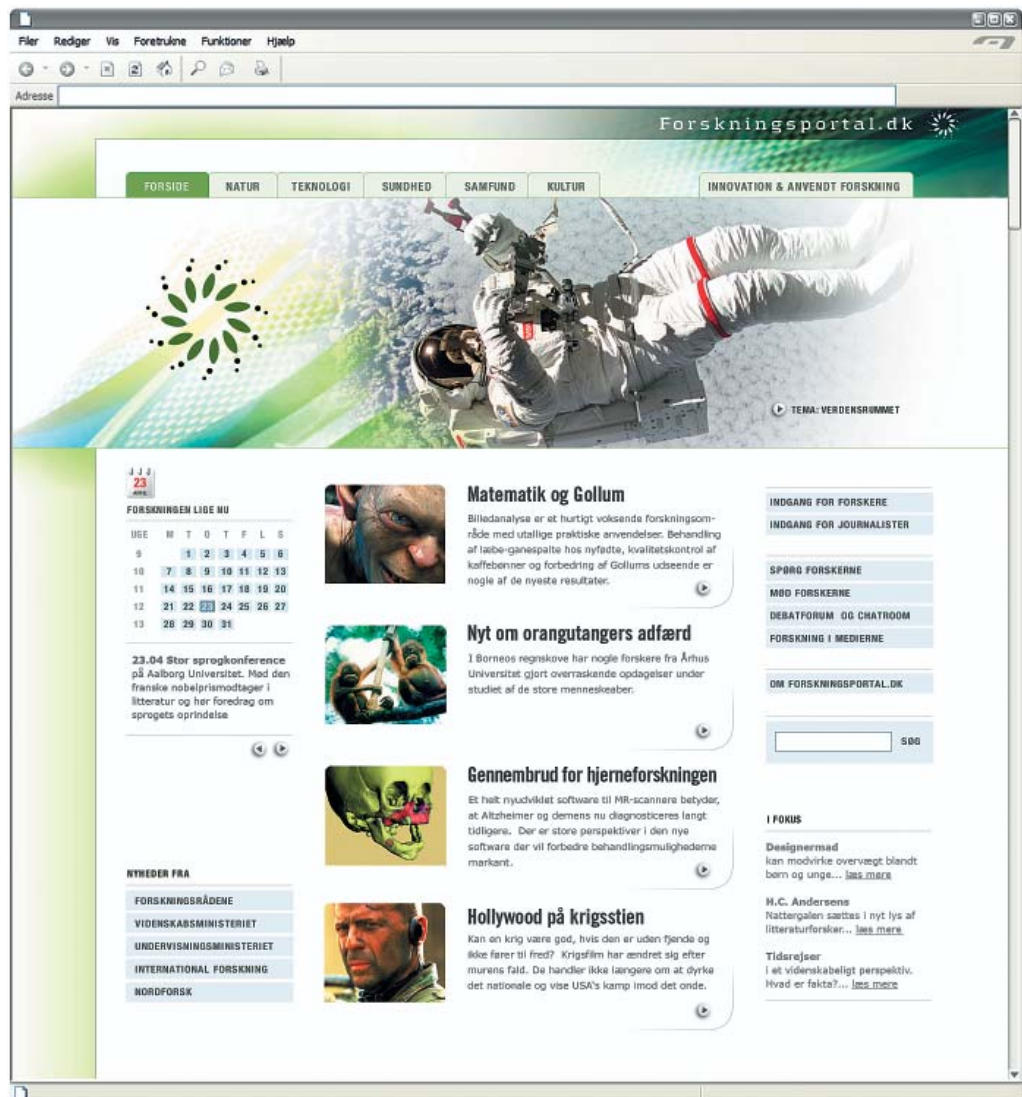 Filer Rediger Vis Foretrukne Funktioner Hjælp
Adresse
Forskningsportal.dk
FORSIDE NATUR TEKNOLOGI SUNDHED SAMFUND KULTUR INNOVATION & ANVENDT FORSKNING
TEMA: VERDENSRUMMET
23
FORSKNINGEN LIGE NU
UGE M T O T F L S
9 1 2 3 4 5 6
10 7 8 9 10 11 12 13
11 14 15 16 17 18 19 20
12 21 22 23 24 25 26 27
13 28 29 30 31
23.04 Stor sprogkonference
på Aalborg Universitet. Mød den
franske nobelprismodtager i
litteratur og hør foredrag om
sprogets oprindelse
NYHEDER FRA
FORSKNINGSRÅDENE
VIDENSKABSMINISTERIET
UNDERVISNINGSMINISTERIET
INTERNATIONAL FORSKNING
NORDFORSK
Matematik og Gollum
Billedanalyse er et hurtigt voksende forskningsom-
råde med utallige praktiske anvendelser. Behandling
af læbe-ganespalte hos nyfødte, kvalitetskontrol af
kaffebønner og forbedring af Gollums udseende er
nogle af de nyeste resultater.
Nyt om orangutangers adfærd
I Borneos regnskove har nogle forskere fra Århus
Universitet gjort overraskende opdagelser under
studiet af de store menneskeaber.
Gennembrud for hjerneforskningen
Et helt nyudviklet software til MR-scannere betyder,
at Altzheimer og demens nu diagnosticeres langt
tidligere. Der er store perspektiver i den nye
software der vil forbedre behandlingsmulighederne
markant.
Hollywood på krigsstien
Kan en krig være god, hvis den er uden fjende og
ikke fører til fred? Krigsfilm har ændret sig efter
murens fald. De handler ikke længere om at dyrke
det nationale og vise USA's kamp imod det onde.
INDGANG FOR FORSKERE
INDGANG FOR JOURNALISTER
SPØRG FORSKERNE
MØD FORSKERNE
DEBATFORUM OG CHATROOM
FORSKNING I MEDIERNE
OM FORSKNINGSPORTAL.DK
SØG
I FOKUS
Designermad
kan modvirke overvægt blandt
børn og unge... læs mere
H.C. Andersens
Nattergalen sættes i nyt lys af
litteraturforsker... læs mere
Tidsrejser
i et videnskabeligt perspektiv.
Hvad er fakta?... læs mere